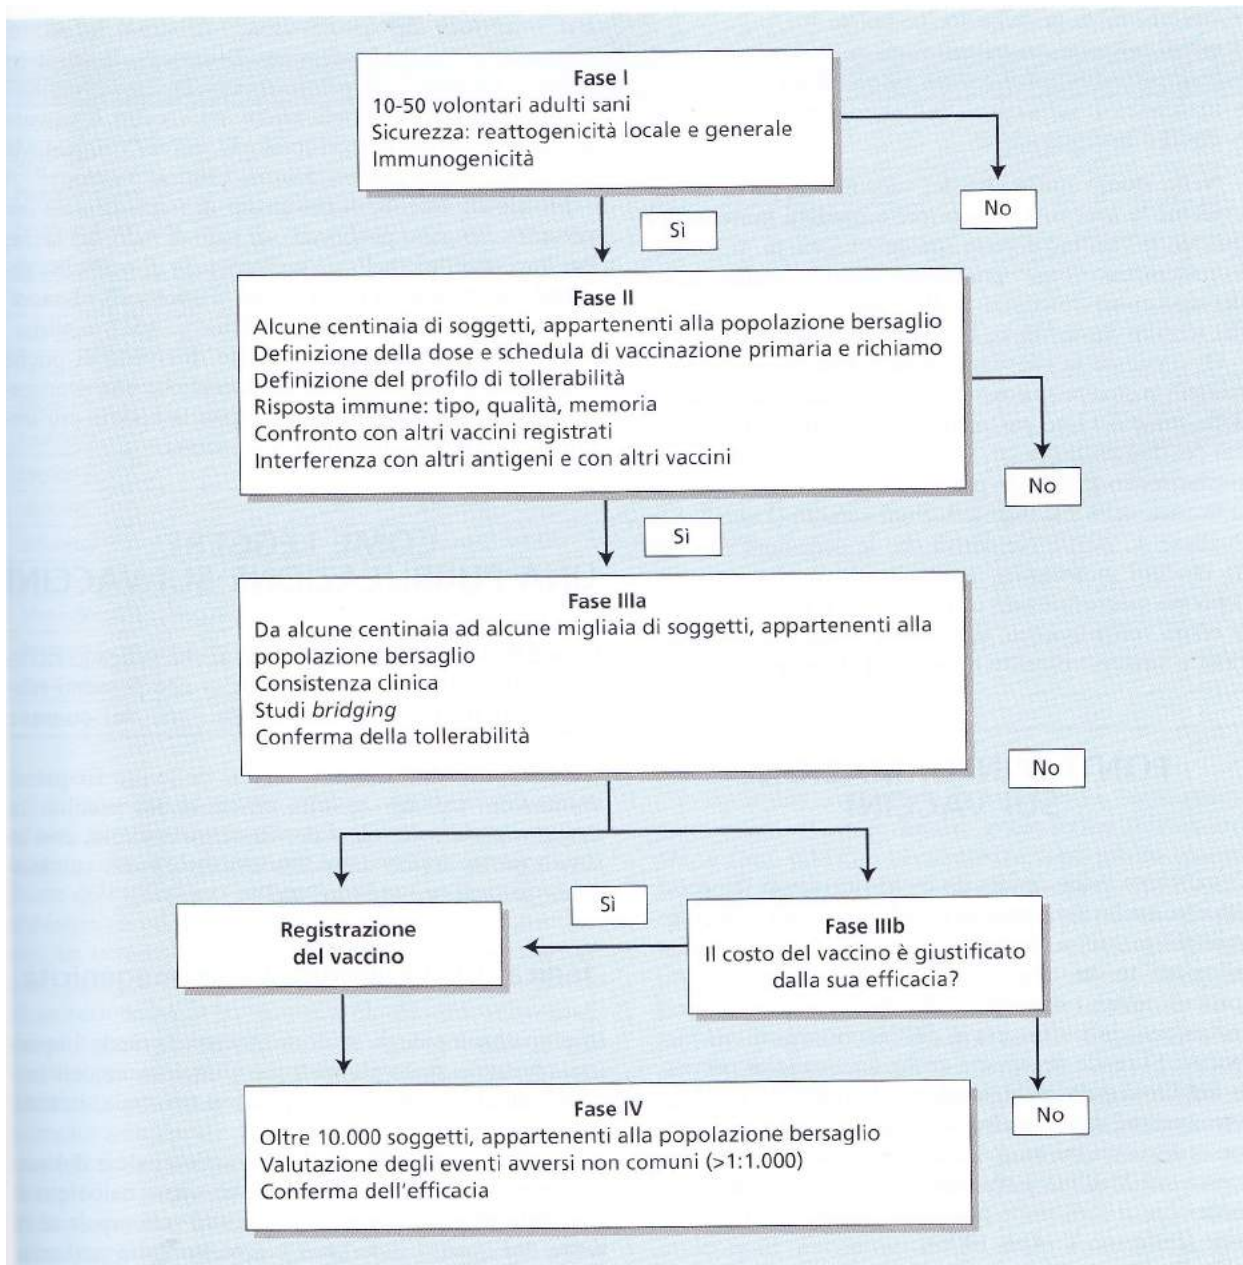 Fase I
10-50 volontari adulti sani
Sicurezza: reattogenicità locale e generale
Immunogenicità
No
Sì
Fase II
Alcune centinaia di soggetti, appartenenti alla popolazione bersaglio
Definizione della dose e schedula di vaccinazione primaria e richiamo
Definizione del profilo di tollerabilità
Risposta immune: tipo, qualità, memoria
Confronto con altri vaccini registrati
Interferenza con altri antigeni e con altri vaccini
No
Sì
Fase IIIa
Da alcune centinaia ad alcune migliaia di soggetti, appartenenti alla
popolazione bersaglio
Consistenza clinica
Studi bridging
Conferma della tollerabilità
No
Sì
Registrazione
del vaccino
Fase IIIb
Il costo del vaccino è giustificato
dalla sua efficacia?
No
Fase IV
Oltre 10.000 soggetti, appartenenti alla popolazione bersaglio
Valutazione degli eventi avversi non comuni (>1:1.000)
Conferma dell'efficacia